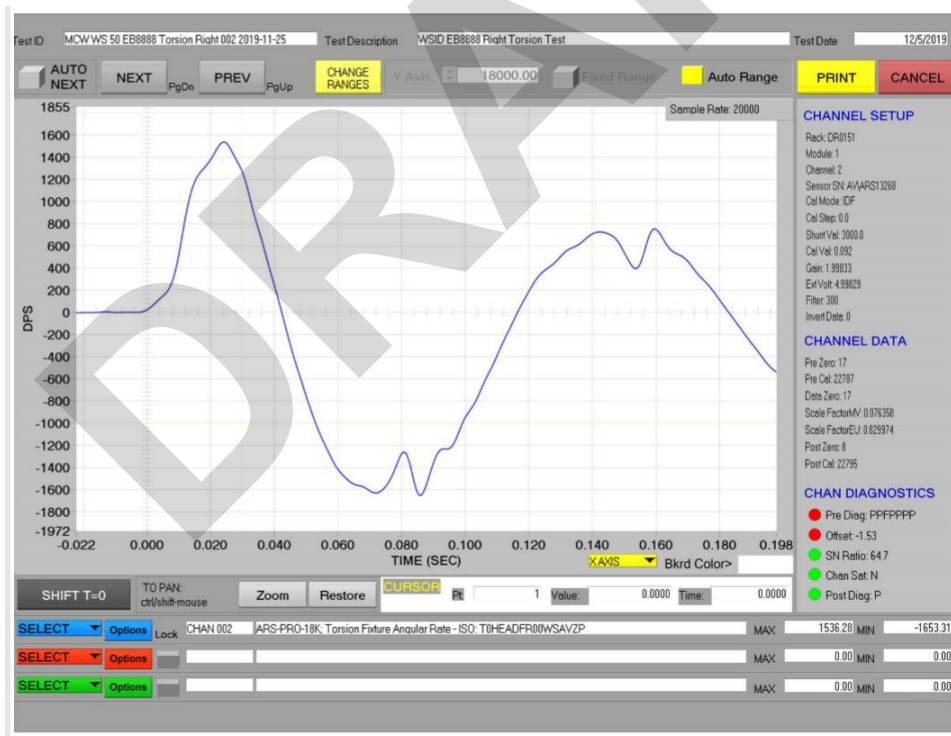 Test ID MCW WS 50 EB8888 Torsion Right 002 2019-11-25 Test Description WSID EB8888 Right Torsion Test Test Date 12/5/2019
AUTO NEXT NEXT PgDn PREV PgUp CHANGE RANGES Y Axis: 18000.00 Fixed Range Auto Range PRINT CANCEL
Sample Rate: 20000
1855
1600
1400
1200
1000
800
600
400
200
0
-200
-400
-600
-800
-1000
-1200
-1400
-1600
-1800
-1972
DPS
-0.022 0.000 0.020 0.040 0.060 0.080 0.100 0.120 0.140 0.160 0.180 0.198
TIME (SEC)
X AXIS Bkrd Color>
CHANNEL SETUP
Rack: DR0151
Module: 1
Channel: 2
Sensor SN: AV\ARS13268
Cal Mode: IDF
Cal Step: 0.0
Shunt Val: 3000.0
Cal Val: 0.092
Gain: 1.99833
Ext Volt: 4.99829
Filter: 300
Invert Data: 0
CHANNEL DATA
Pre Zero: 17
Pre Cal: 22787
Data Zero: 17
Scale FactorMV: 0.076358
Scale FactorEU: 0.829974
Post Zero: 8
Post Cal: 22795
CHAN DIAGNOSTICS
Pre Diag: PPFPPPP
Offset: -1.53
SN Ratio: 64.7
Chan Sat: N
Post Diag: P
SHIFT T=0 TO PAN: ctrl/shift-mouse Zoom Restore CURSOR Pt 1 Value: 0.0000 Time: 0.0000
SELECT Options Lock CHAN 002 ARS-PRO-18K; Torsion Fixture Angular Rate - ISO: T0HEADFR00WSAVZP MAX 1536.28 MIN -1653.31
SELECT Options MAX 0.00 MIN 0.00
SELECT Options MAX 0.00 MIN 0.00
DRAFT